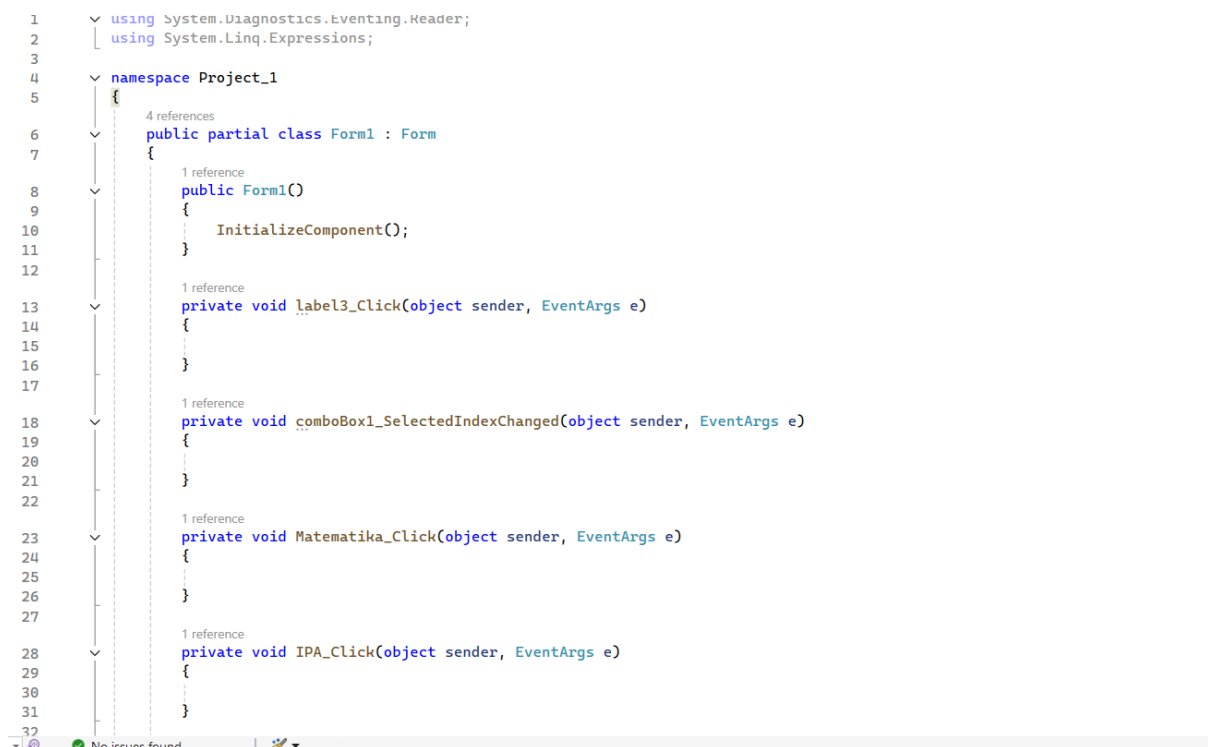 1 using System.Diagnostics.Eventing.Reader;
2 using System.Linq.Expressions;
3
4 namespace Project_1
5 {
4 references
6 public partial class Form1 : Form
7 {
1 reference
8 public Form1()
9 {
10 InitializeComponent();
11 }
12
1 reference
13 private void label3_Click(object sender, EventArgs e)
14 {
15
16 }
17
1 reference
18 private void comboBox1_SelectedIndexChanged(object sender, EventArgs e)
19 {
20
21 }
22
1 reference
23 private void Matematika_Click(object sender, EventArgs e)
24 {
25
26 }
27
1 reference
28 private void IPA_Click(object sender, EventArgs e)
29 {
30
31 }
32
No issues found